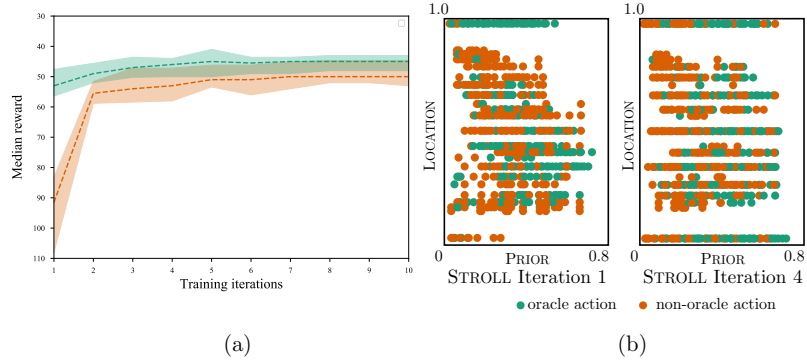 30
40
50
60
70
80
90
100
110
Median reward
1 2 3 4 5 6 7 8 9 10
Training iterations
(a)
1.0
LOCATION
0 PRIOR 0.8
STROLL Iteration 1
1.0
LOCATION
0 PRIOR 0.8
STROLL Iteration 4
oracle action non-oracle action
(b)